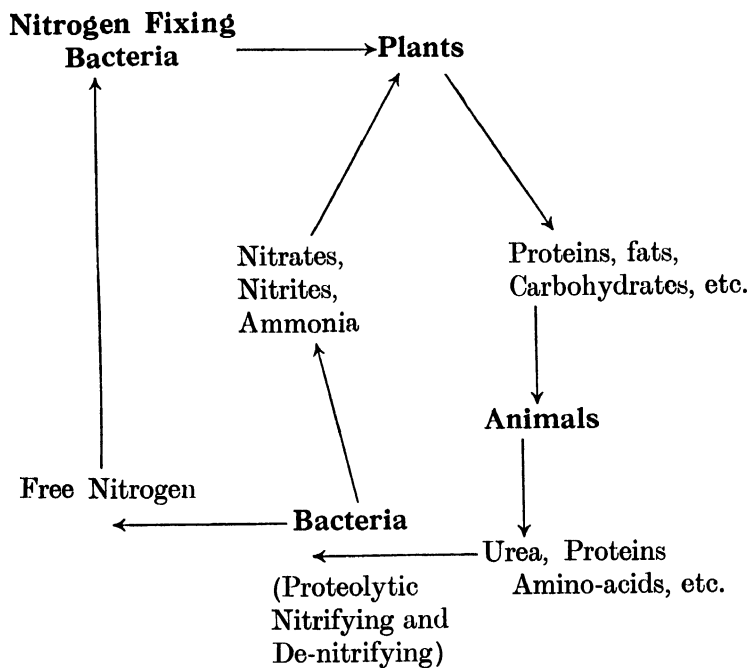 Nitrogen Fixing
Bacteria
Plants
Nitrates,
Nitrites,
Ammonia
Proteins, fats,
Carbohydrates, etc.
Animals
Free Nitrogen
Bacteria
Urea, Proteins
Amino-acids, etc.
(Proteolytic
Nitrifying and
De-nitrifying)